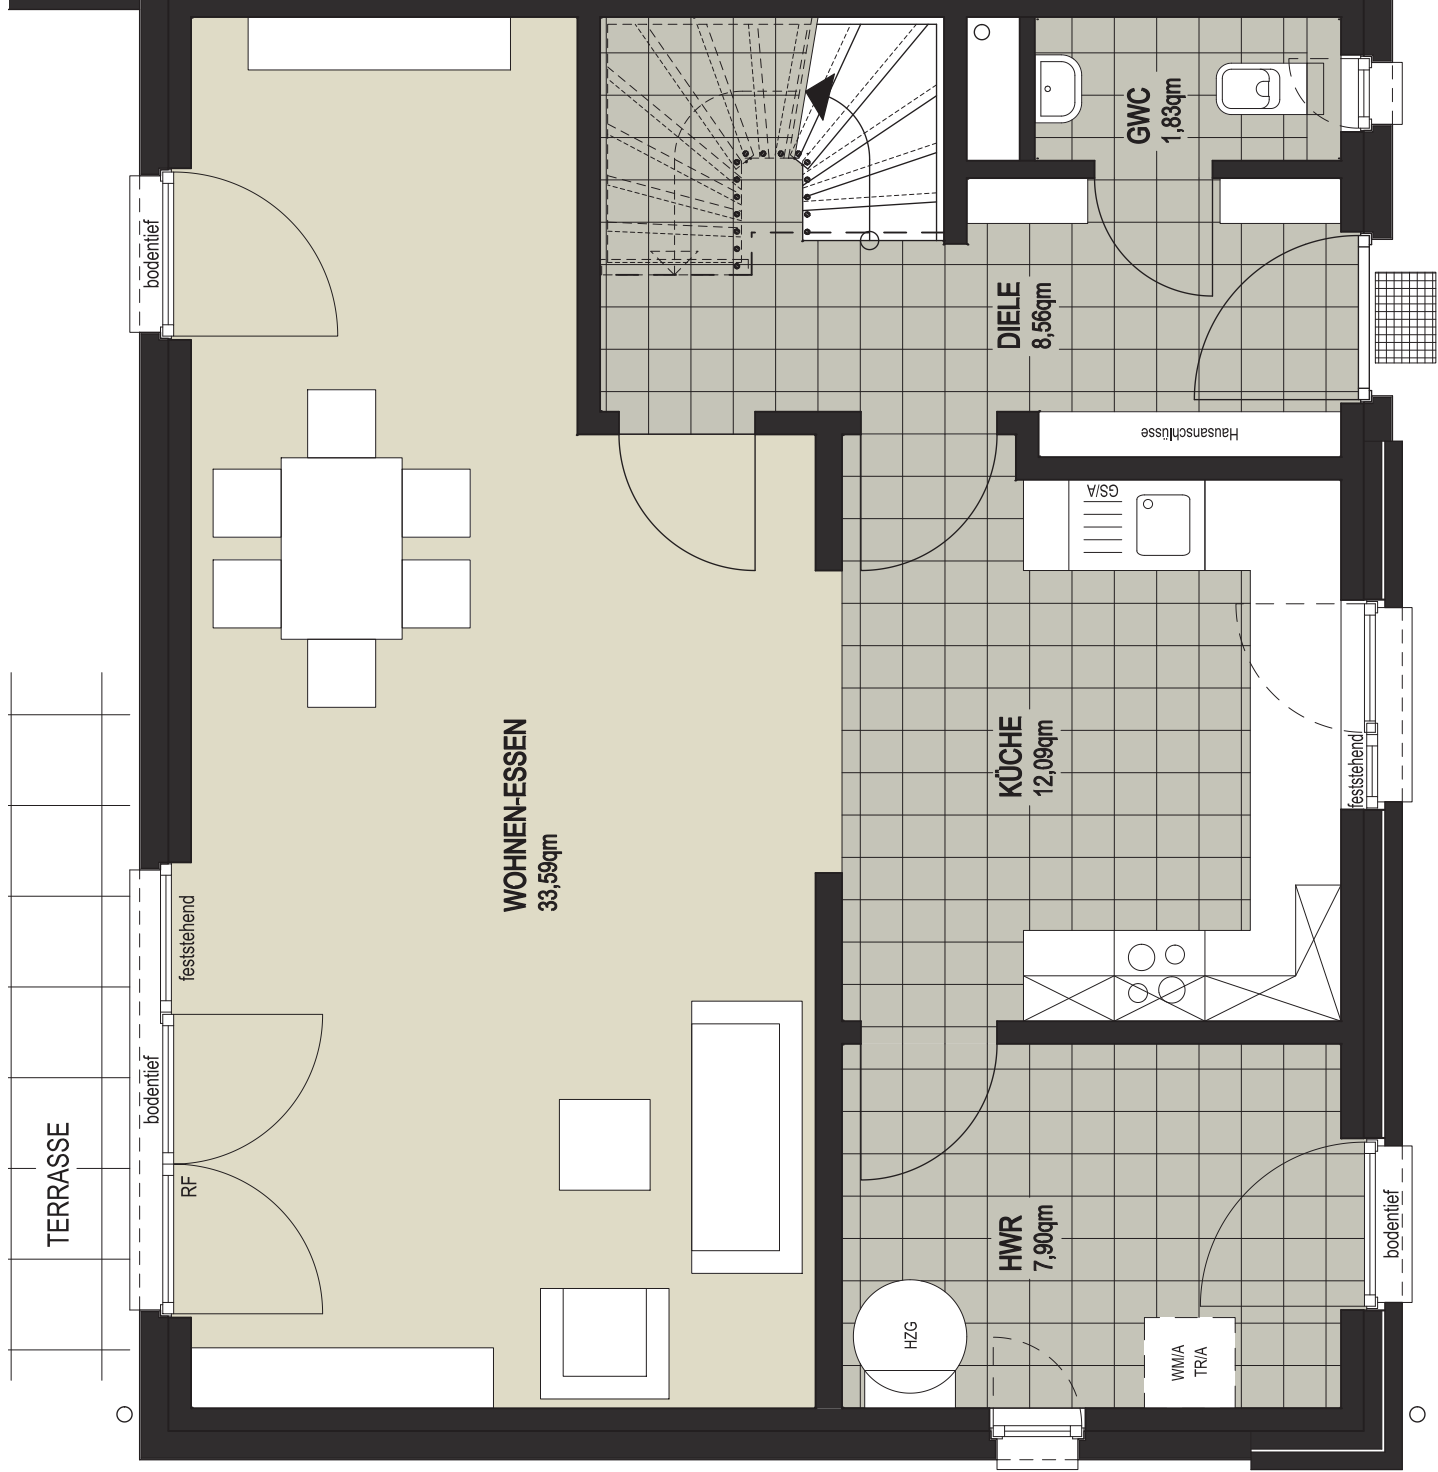 GWC
1,83qm
bodentief
DIELE
8,56qm
Hausanschlüsse
GS/A
WOHNEN-ESSEN
33,59qm
KÜCHE
12,09qm
feststehend
feststehend
bodentief
RF
TERRASSE
HWR
7,90qm
bodentief
HZG
WM/A
TR/A